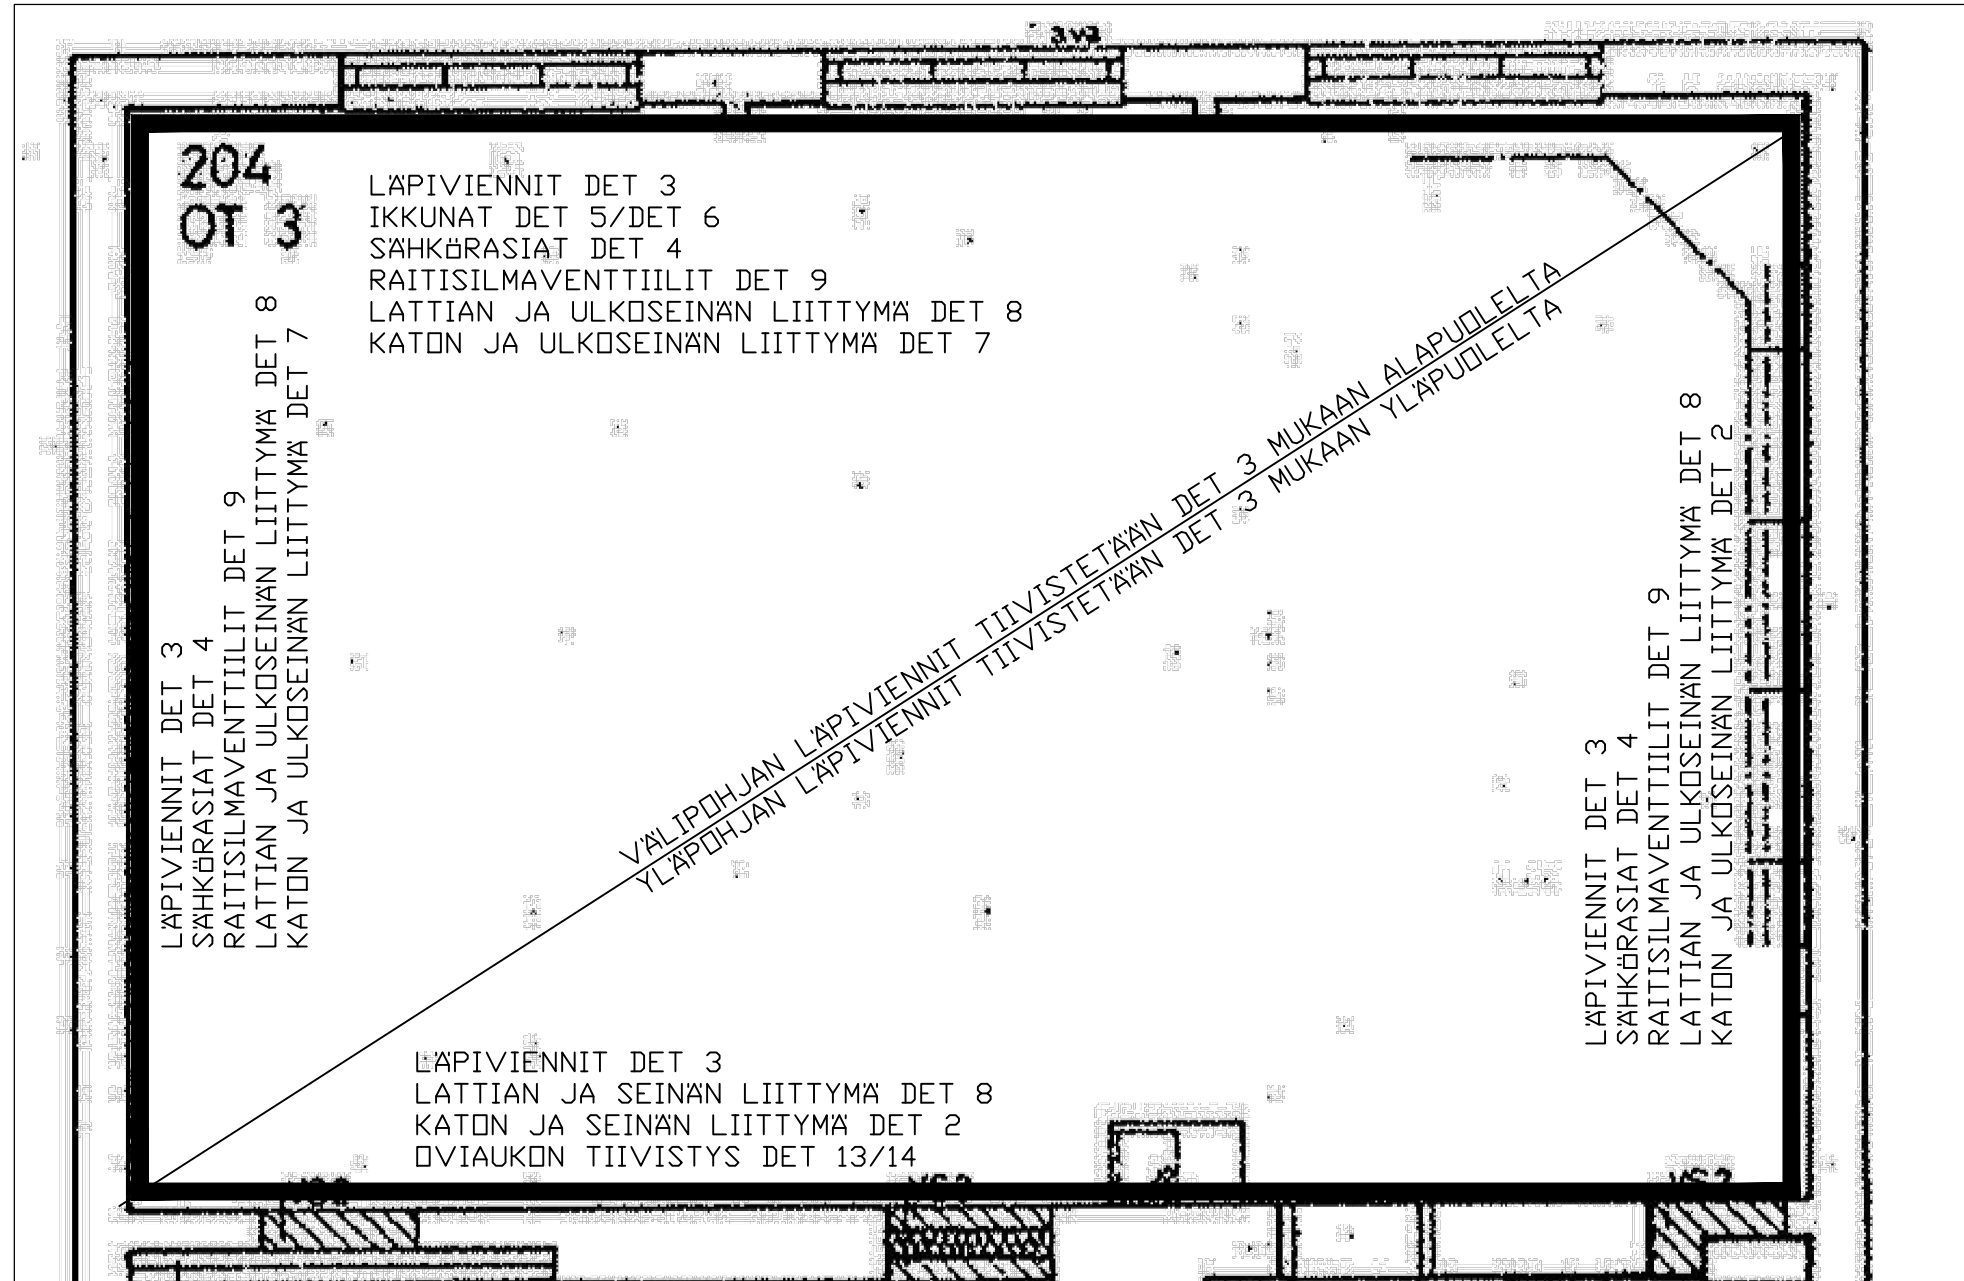 3V3
204
OT 3
LÄPIVIENNIT DET 3
IKKUNAT DET 5/DET 6
SÄHKÖRASIAT DET 4
RAITISILMAVENTTIILIT DET 9
LATTIAN JA ULKOSEINÄN LIITTYMÄ DET 8
KATON JA ULKOSEINÄN LIITTYMÄ DET 7
LÄPIVIENNIT DET 3
SÄHKÖRASIAT DET 4
RAITISILMAVENTTIILIT DET 9
LATTIAN JA ULKOSEINÄN LIITTYMÄ DET 8
KATON JA ULKOSEINÄN LIITTYMÄ DET 7
VÄLIPOHJAN LÄPIVIENNIT TIIVISTETÄÄN DET 3 MUKAAN ALAPUOLELTA
YLÄPOHJAN LÄPIVIENNIT TIIVISTETÄÄN DET 3 MUKAAN YLÄPUOLELTA
LÄPIVIENNIT DET 3
SÄHKÖRASIAT DET 4
RAITISILMAVENTTIILIT DET 9
LATTIAN JA ULKOSEINÄN LIITTYMÄ DET 8
KATON JA ULKOSEINÄN LIITTYMÄ DET 2
LÄPIVIENNIT DET 3
LATTIAN JA SEINÄN LIITTYMÄ DET 8
KATON JA SEINÄN LIITTYMÄ DET 2
OVIAUKON TIIVISTYS DET 13/14